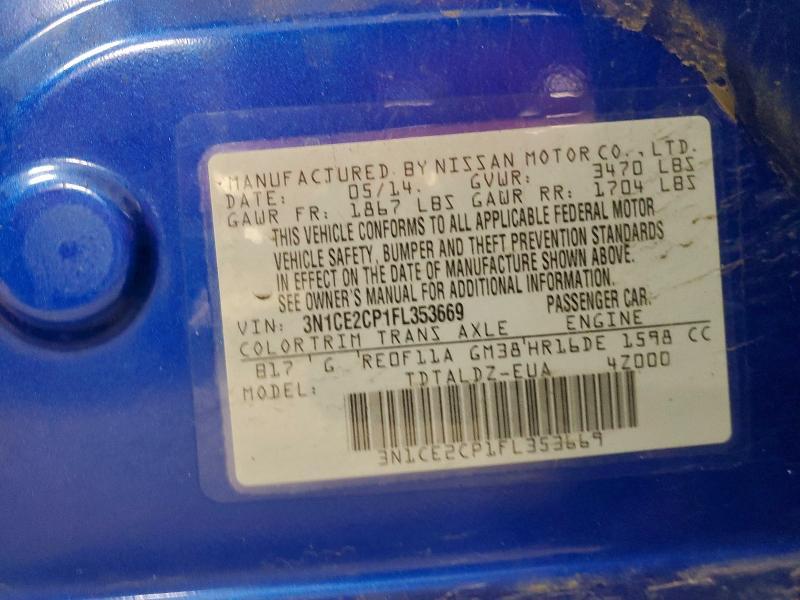 MANUFACTURED BY NISSAN MOTOR CO., LTD.
DATE: 05/14. GVWR: 3470 LBS
GAWR FR: 1867 LBS GAWR RR: 1704 LBS
THIS VEHICLE CONFORMS TO ALL APPLICABLE FEDERAL MOTOR
VEHICLE SAFETY, BUMPER AND THEFT PREVENTION STANDARDS
IN EFFECT ON THE DATE OF MANUFACTURE SHOWN ABOVE.
SEE OWNER'S MANUAL FOR ADDITIONAL INFORMATION.
VIN: 3N1CE2CP1FL353669 PASSENGER CAR.
COLOR TRIM TRANS AXLE ENGINE
B17 ' G 'RE0F11A GM38'HR16DE 1598 CC
MODEL: TDTALDZ-EUA 4Z000
3N1CE2CP1FL353669